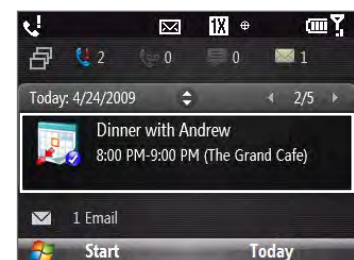 1X
2 0 0 1
Today: 4/24/2009 2/5
Dinner with Andrew
8:00 PM-9:00 PM (The Grand Cafe)
1 Email
Start Today